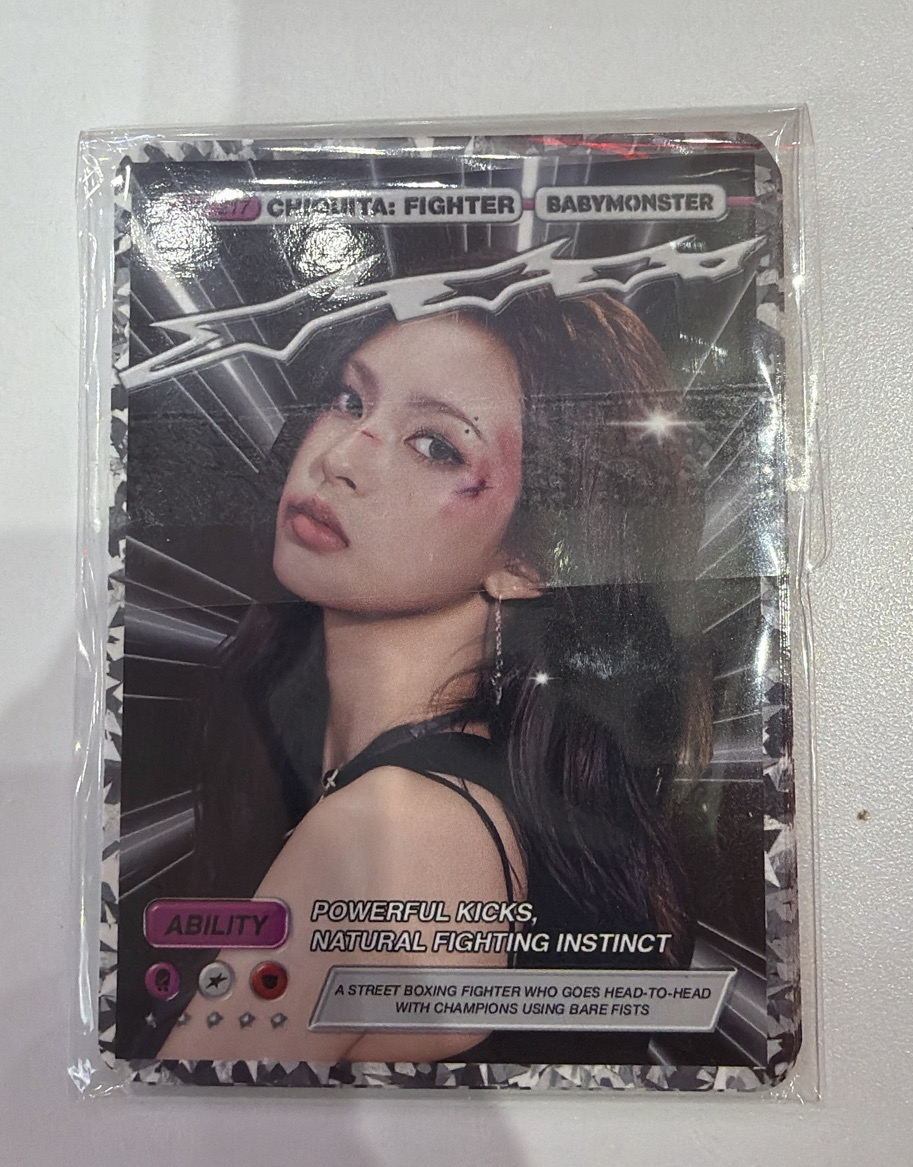 CHIQUITA: FIGHTER
BABYMONSTER
ABILITY
POWERFUL KICKS,
NATURAL FIGHTING INSTINCT
A STREET BOXING FIGHTER WHO GOES HEAD-TO-HEAD
WITH CHAMPIONS USING BARE FISTS